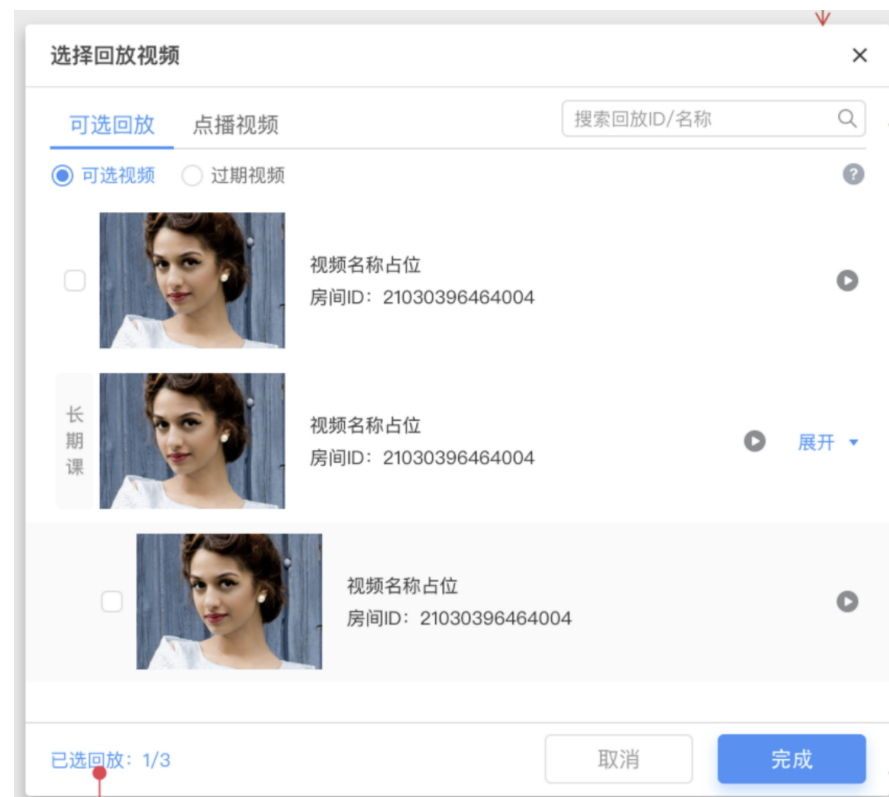 选择回放视频
可选回放 点播视频 搜索回放ID/名称
可选视频 过期视频 ?
视频名称占位
房间ID：21030396464004
长期课
视频名称占位
房间ID：21030396464004
展开
视频名称占位
房间ID：21030396464004
已选回放：1/3 取消 完成